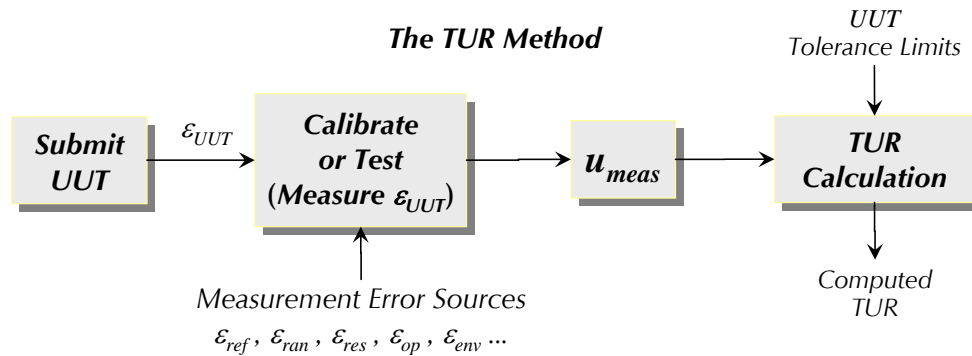 The TUR Method
UUT
Tolerance Limits
Submit
UUT
ε_UUT
Calibrate
or Test
(Measure ε_UUT)
u_meas
TUR
Calculation
Measurement Error Sources
ε_ref , ε_ran , ε_res , ε_op , ε_env ...
Computed
TUR